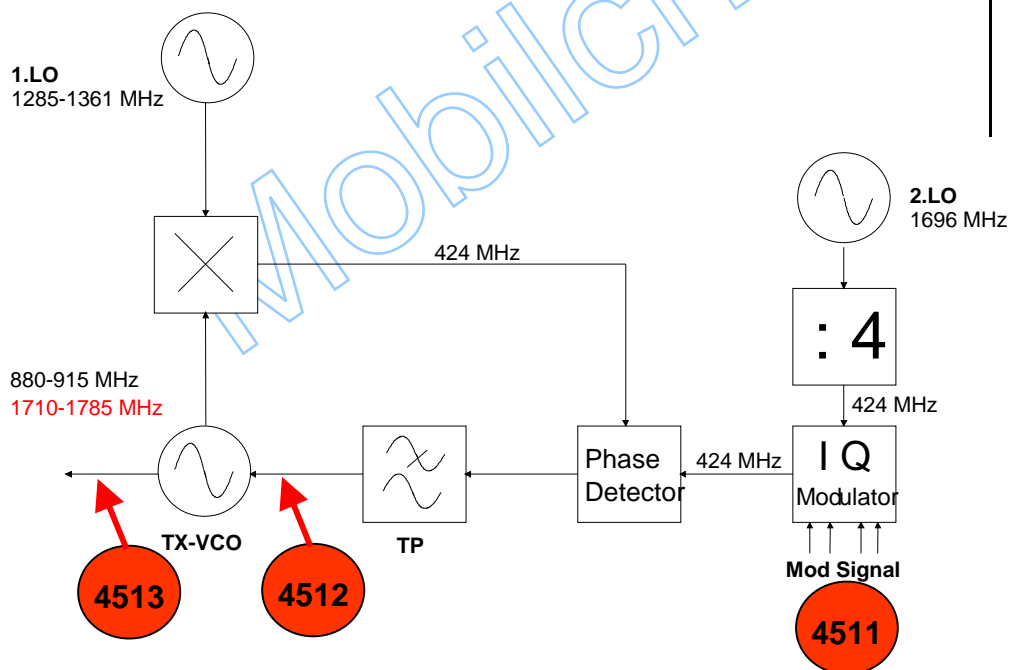 1.LO
1285-1361 MHz
2.LO
1696 MHz
424 MHz
: 4
880-915 MHz
1710-1785 MHz
424 MHz
Phase
Detector
424 MHz
I Q
Modulator
TX-VCO
TP
Mod Signal
4513
4512
4511